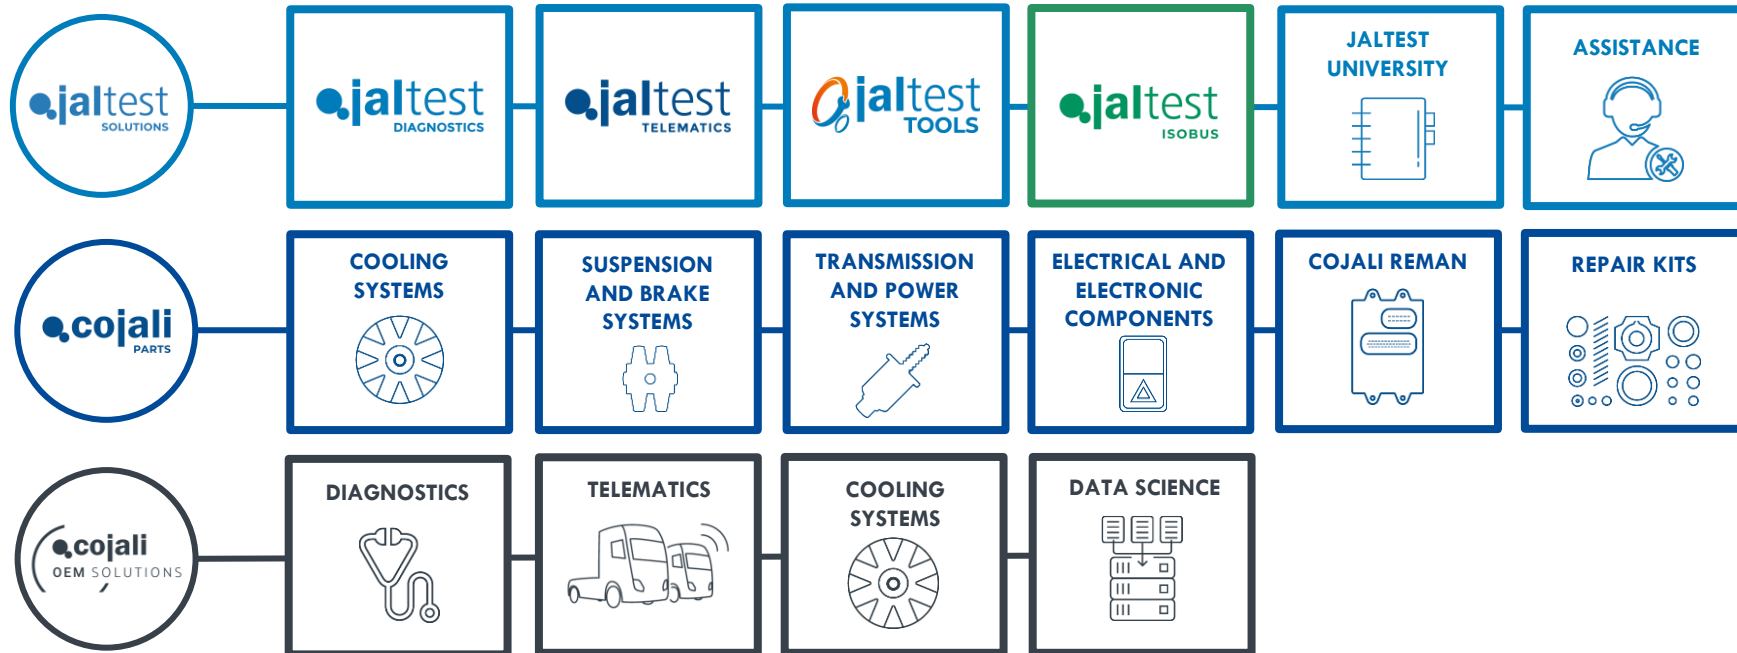 jaltest
SOLUTIONS
jaltest
DIAGNOSTICS
jaltest
TELEMATICS
jaltest
TOOLS
jaltest
ISOBUS
JALTEST
UNIVERSITY
ASSISTANCE
cojali
PARTS
COOLING
SYSTEMS
SUSPENSION
AND BRAKE
SYSTEMS
TRANSMISSION
AND POWER
SYSTEMS
ELECTRICAL AND
ELECTRONIC
COMPONENTS
COJALI REMAN
REPAIR KITS
cojali
OEM SOLUTIONS
DIAGNOSTICS
TELEMATICS
COOLING
SYSTEMS
DATA SCIENCE